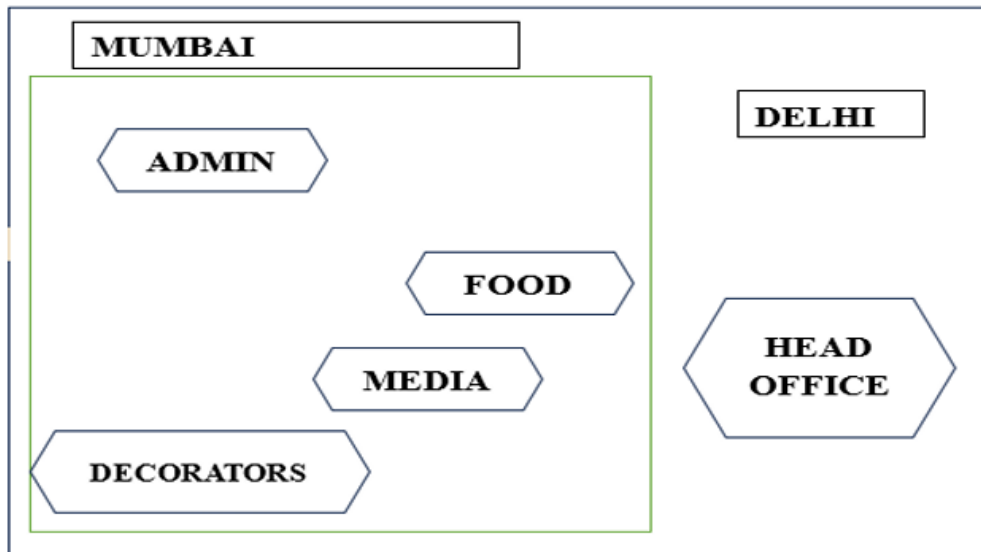 MUMBAI
DELHI
ADMIN
FOOD
HEAD
OFFICE
MEDIA
DECORATORS